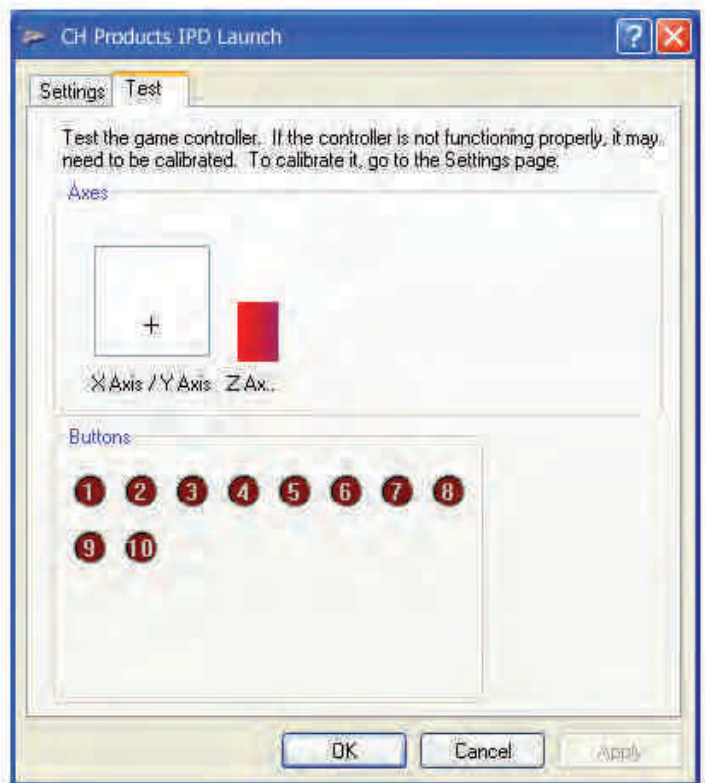 CH Products IPD Launch
Settings Test
Test the game controller. If the controller is not functioning properly, it may
need to be calibrated. To calibrate it, go to the Settings page.
Axes
X Axis / Y Axis Z Ax..
Buttons
1 2 3 4 5 6 7 8
9 10
OK Cancel Apply